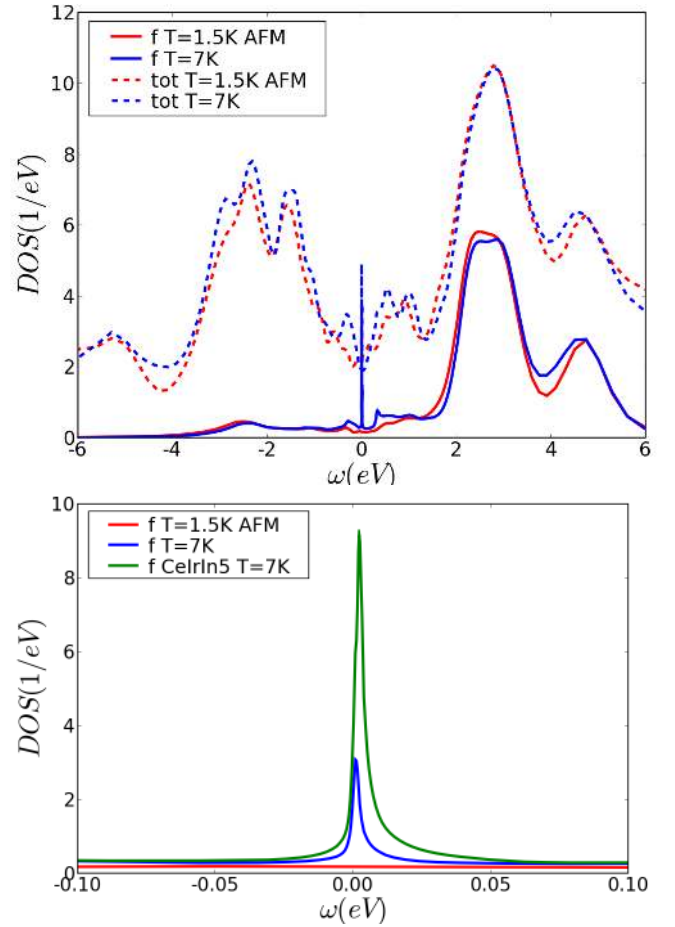 12
10
8
6
4
2
0
DOS(1/eV)
f T=1.5K AFM
f T=7K
tot T=1.5K AFM
tot T=7K
-6 -4 -2 0 2 4 6
ω(eV)
10
8
6
4
2
0
DOS(1/eV)
f T=1.5K AFM
f T=7K
f CeIrIn5 T=7K
-0.10 -0.05 0.00 0.05 0.10
ω(eV)